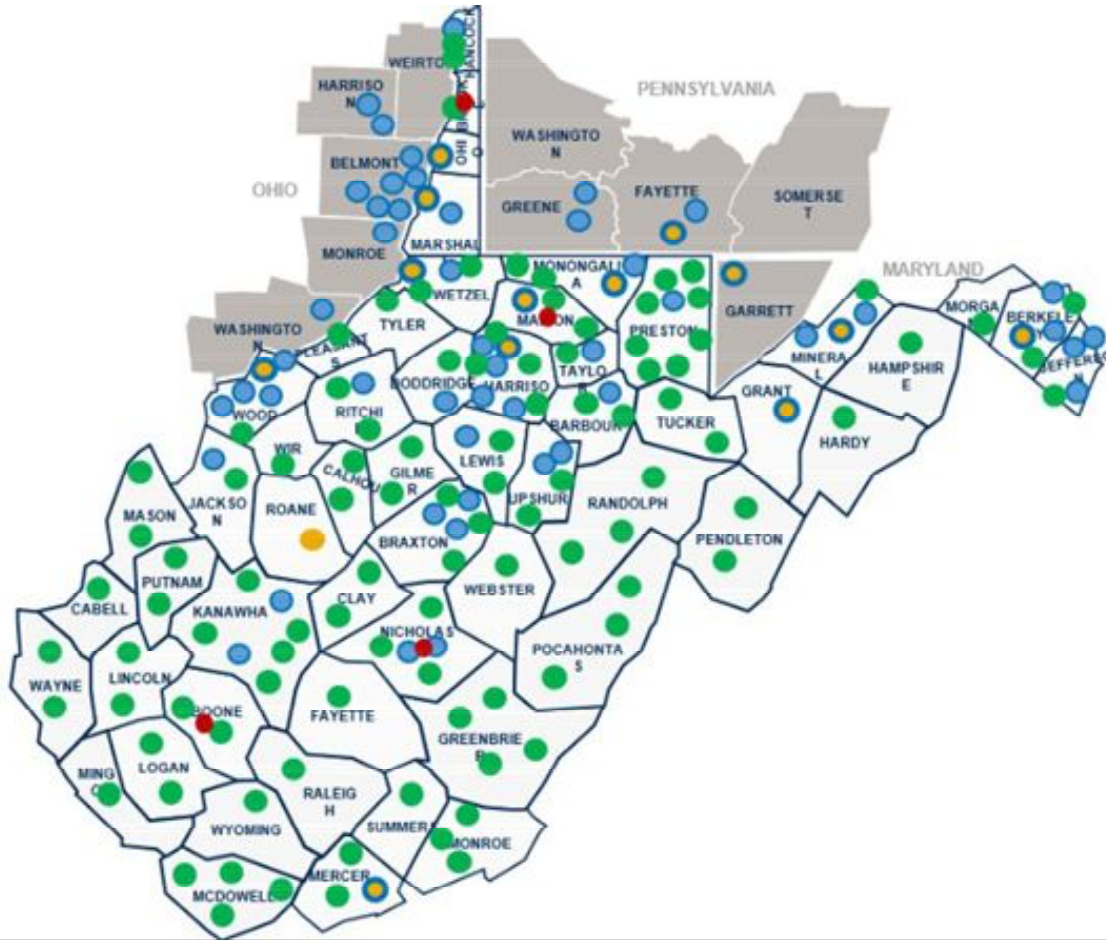 HANCOCK
WEIRTO
HARRISO
N
PENNSYLVANIA
WASHINGTO
N
OHI
O
BELMONT
OHIO
GREENE
FAYETTE
SOMERSE
T
MONROE
MARSHAL
MONONGALI
A
MARYLAND
WETZEL
GARRETT
MORGA
BERKELE
Y
WASHINGTO
N
TYLER
PLEASANT
S
PRESTON
MINERA
L
HAMPSHIR
E
JEFFERSO
N
DODDRIDGE
HARRISO
TAYLO
R
GRANT
WOOD
RITCHI
BARBOUR
TUCKER
HARDY
WIR
CALHOU
GILME
R
LEWIS
JACKSO
N
ROANE
UPSHUR
RANDOLPH
MASON
BRAXTON
PENDLETON
PUTNAM
CABELL
KANAWHA
CLAY
WEBSTER
NICHOLAS
POCAHONTA
S
WAYNE
LINCOLN
BOONE
FAYETTE
GREENBRIE
R
LOGAN
MING
O
RALEIG
H
WYOMING
SUMMERS
MONROE
MERCER
MCDOWELL